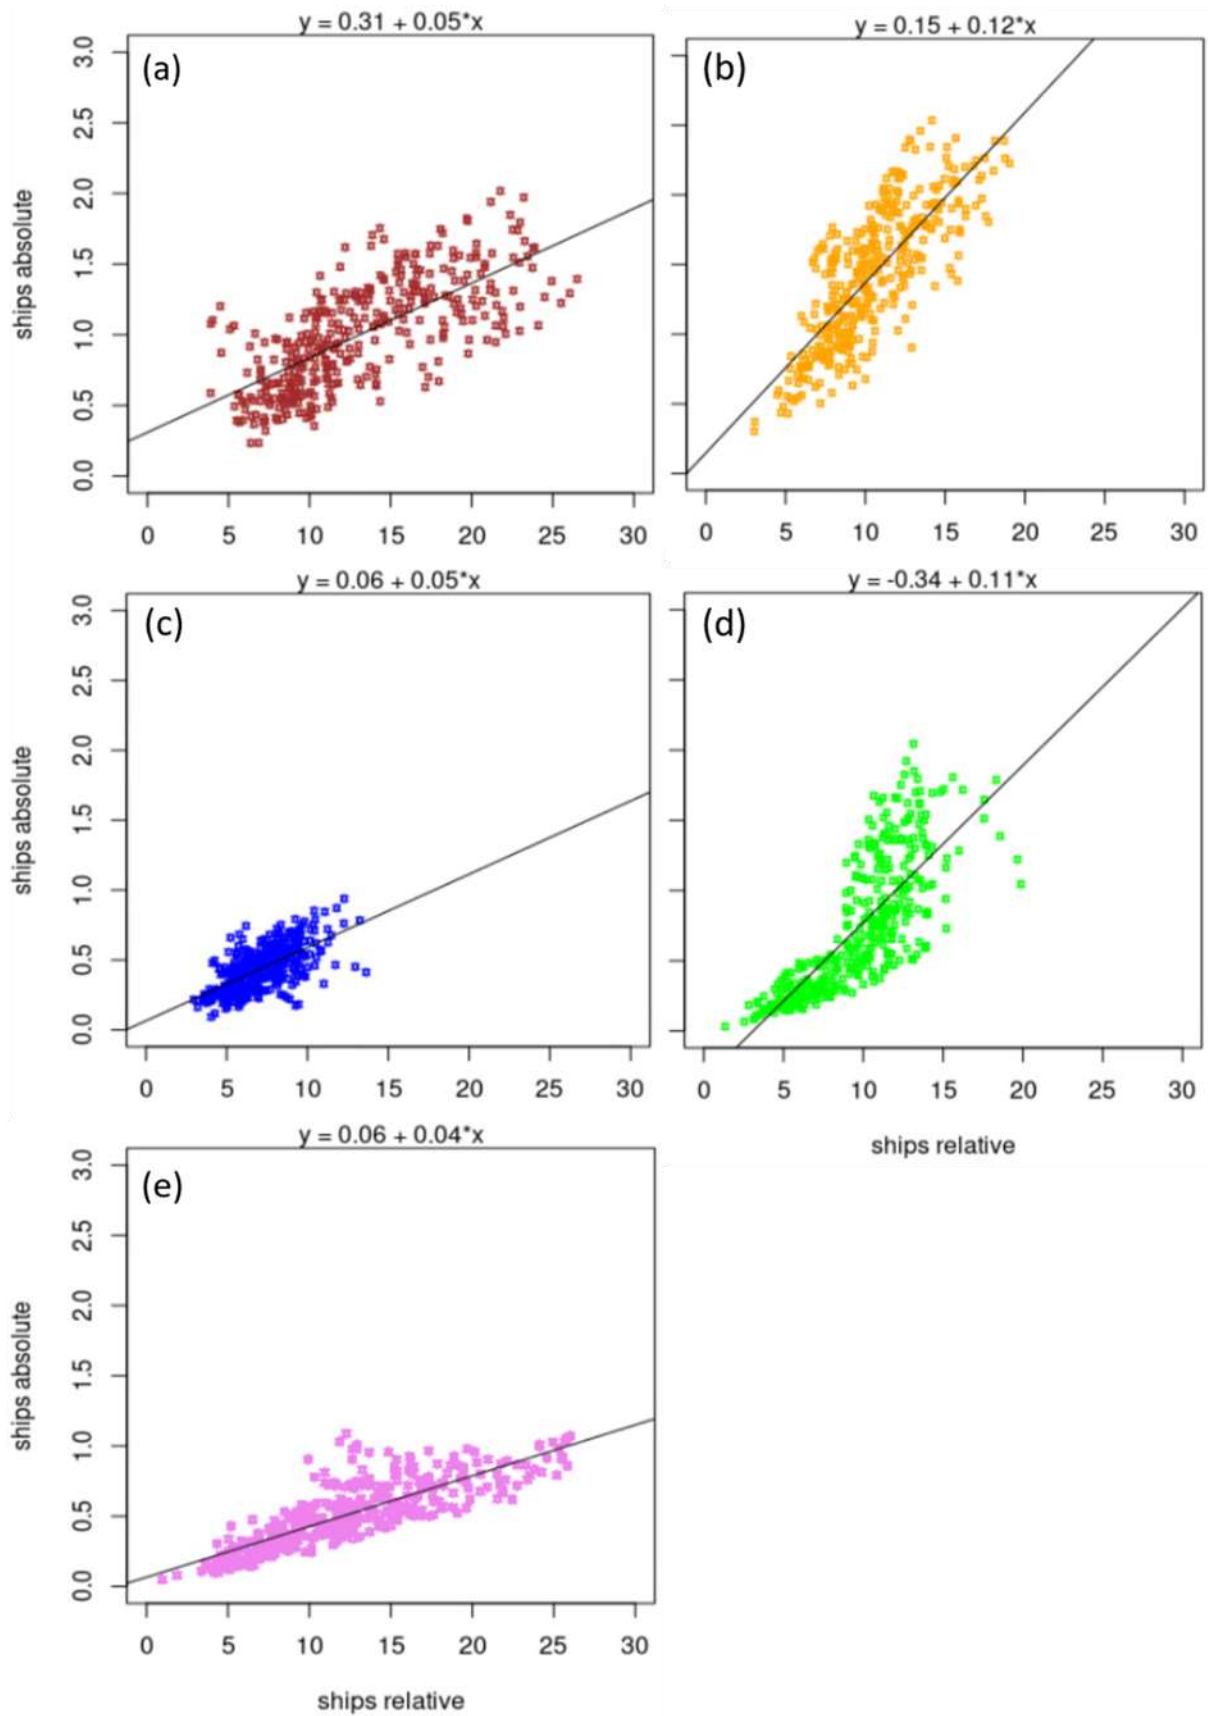 y = 0.31 + 0.05*x
(a)
ships absolute
0.0 0.5 1.0 1.5 2.0 2.5 3.0
0 5 10 15 20 25 30
y = 0.15 + 0.12*x
(b)
0 5 10 15 20 25 30
y = 0.06 + 0.05*x
(c)
ships absolute
0.0 0.5 1.0 1.5 2.0 2.5 3.0
0 5 10 15 20 25 30
y = -0.34 + 0.11*x
(d)
0 5 10 15 20 25 30
ships relative
y = 0.06 + 0.04*x
(e)
ships absolute
0.0 0.5 1.0 1.5 2.0 2.5 3.0
0 5 10 15 20 25 30
ships relative